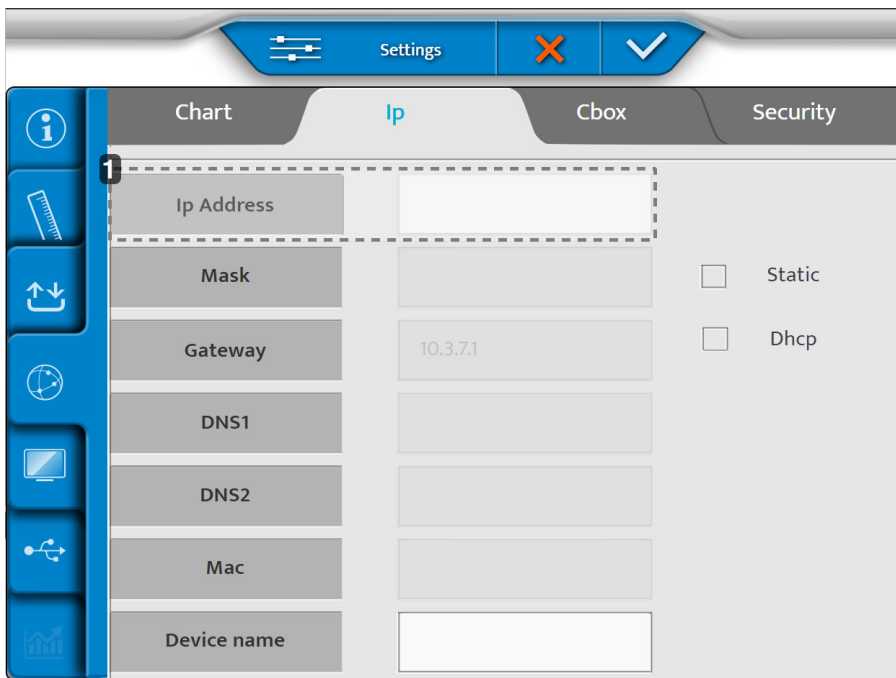 Settings
Chart Ip Cbox Security
1
Ip Address
Mask Static
Gateway 10.3.7.1 Dhcp
DNS1
DNS2
Mac
Device name